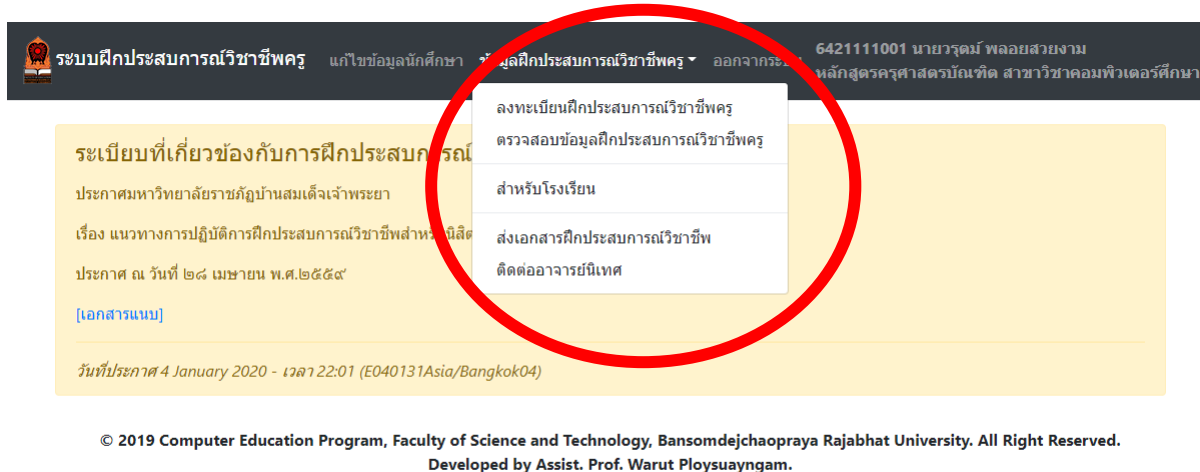 ระบบฝึกประสบการณ์วิชาชีพครู แก้ไขข้อมูลนักศึกษา ข้อมูลฝึกประสบการณ์วิชาชีพครู ออกจากระบบ 6421111001 นายวรุตม์ พลอยสวยงาม
หลักสูตรครุศาสตรบัณฑิต สาขาวิชาคอมพิวเตอร์ศึกษา
ลงทะเบียนฝึกประสบการณ์วิชาชีพครู
ตรวจสอบข้อมูลฝึกประสบการณ์วิชาชีพครู
สำหรับโรงเรียน
ส่งเอกสารฝึกประสบการณ์วิชาชีพ
ติดต่ออาจารย์นิเทศ
ระเบียบที่เกี่ยวข้องกับการฝึกประสบการณ์
ประกาศมหาวิทยาลัยราชภัฏบ้านสมเด็จเจ้าพระยา
เรื่อง แนวทางการปฏิบัติการฝึกประสบการณ์วิชาชีพสำหรับนิสิต
ประกาศ ณ วันที่ ๒๘ เมษายน พ.ศ.๒๕๕๙
[เอกสารแนบ]
วันที่ประกาศ 4 January 2020 - เวลา 22:01 (E040131Asia/Bangkok04)
© 2019 Computer Education Program, Faculty of Science and Technology, Bansomdejchaopraya Rajabhat University. All Right Reserved.
Developed by Assist. Prof. Warut Ploysuayngam.